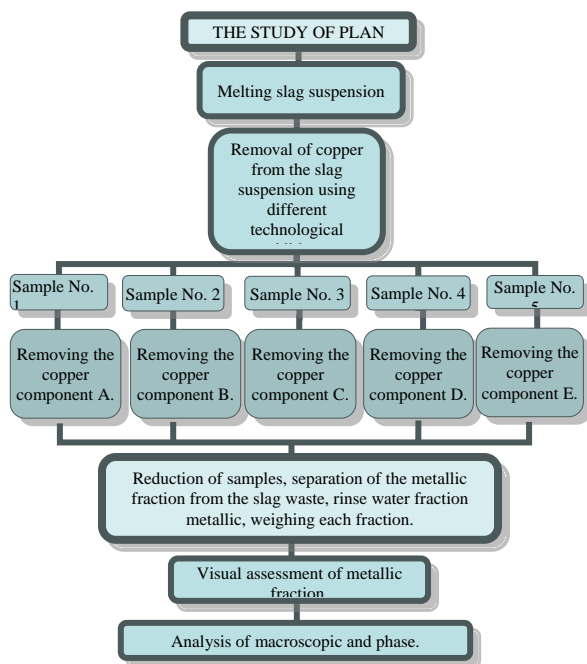 THE STUDY OF PLAN
Melting slag suspension
Removal of copper
from the slag
suspension using
different
technological
Sample No.
1
Sample No. 2
Sample No. 3
Sample No. 4
Sample No.
5
Removing the
copper
component A.
Removing the
copper
component B.
Removing the
copper
component C.
Removing the
copper
component D.
Removing the
copper
component E.
Reduction of samples, separation of the metallic
fraction from the slag waste, rinse water fraction
metallic, weighing each fraction.
Visual assessment of metallic
fraction
Analysis of macroscopic and phase.